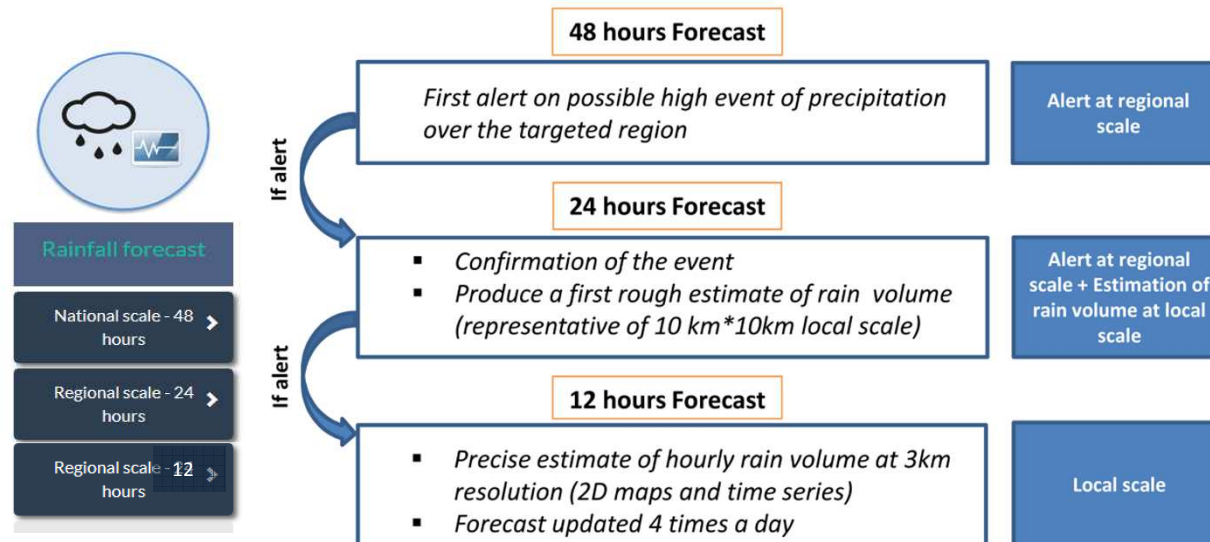 48 hours Forecast
First alert on possible high event of precipitation
over the targeted region
Alert at regional
scale
If alert
24 hours Forecast
Rainfall forecast
▪ Confirmation of the event
▪ Produce a first rough estimate of rain volume
(representative of 10 km*10km local scale)
Alert at regional
scale + Estimation of
rain volume at local
scale
National scale - 48
hours
If alert
Regional scale - 24
hours
12 hours Forecast
Regional scale - 12
hours
▪ Precise estimate of hourly rain volume at 3km
resolution (2D maps and time series)
▪ Forecast updated 4 times a day
Local scale